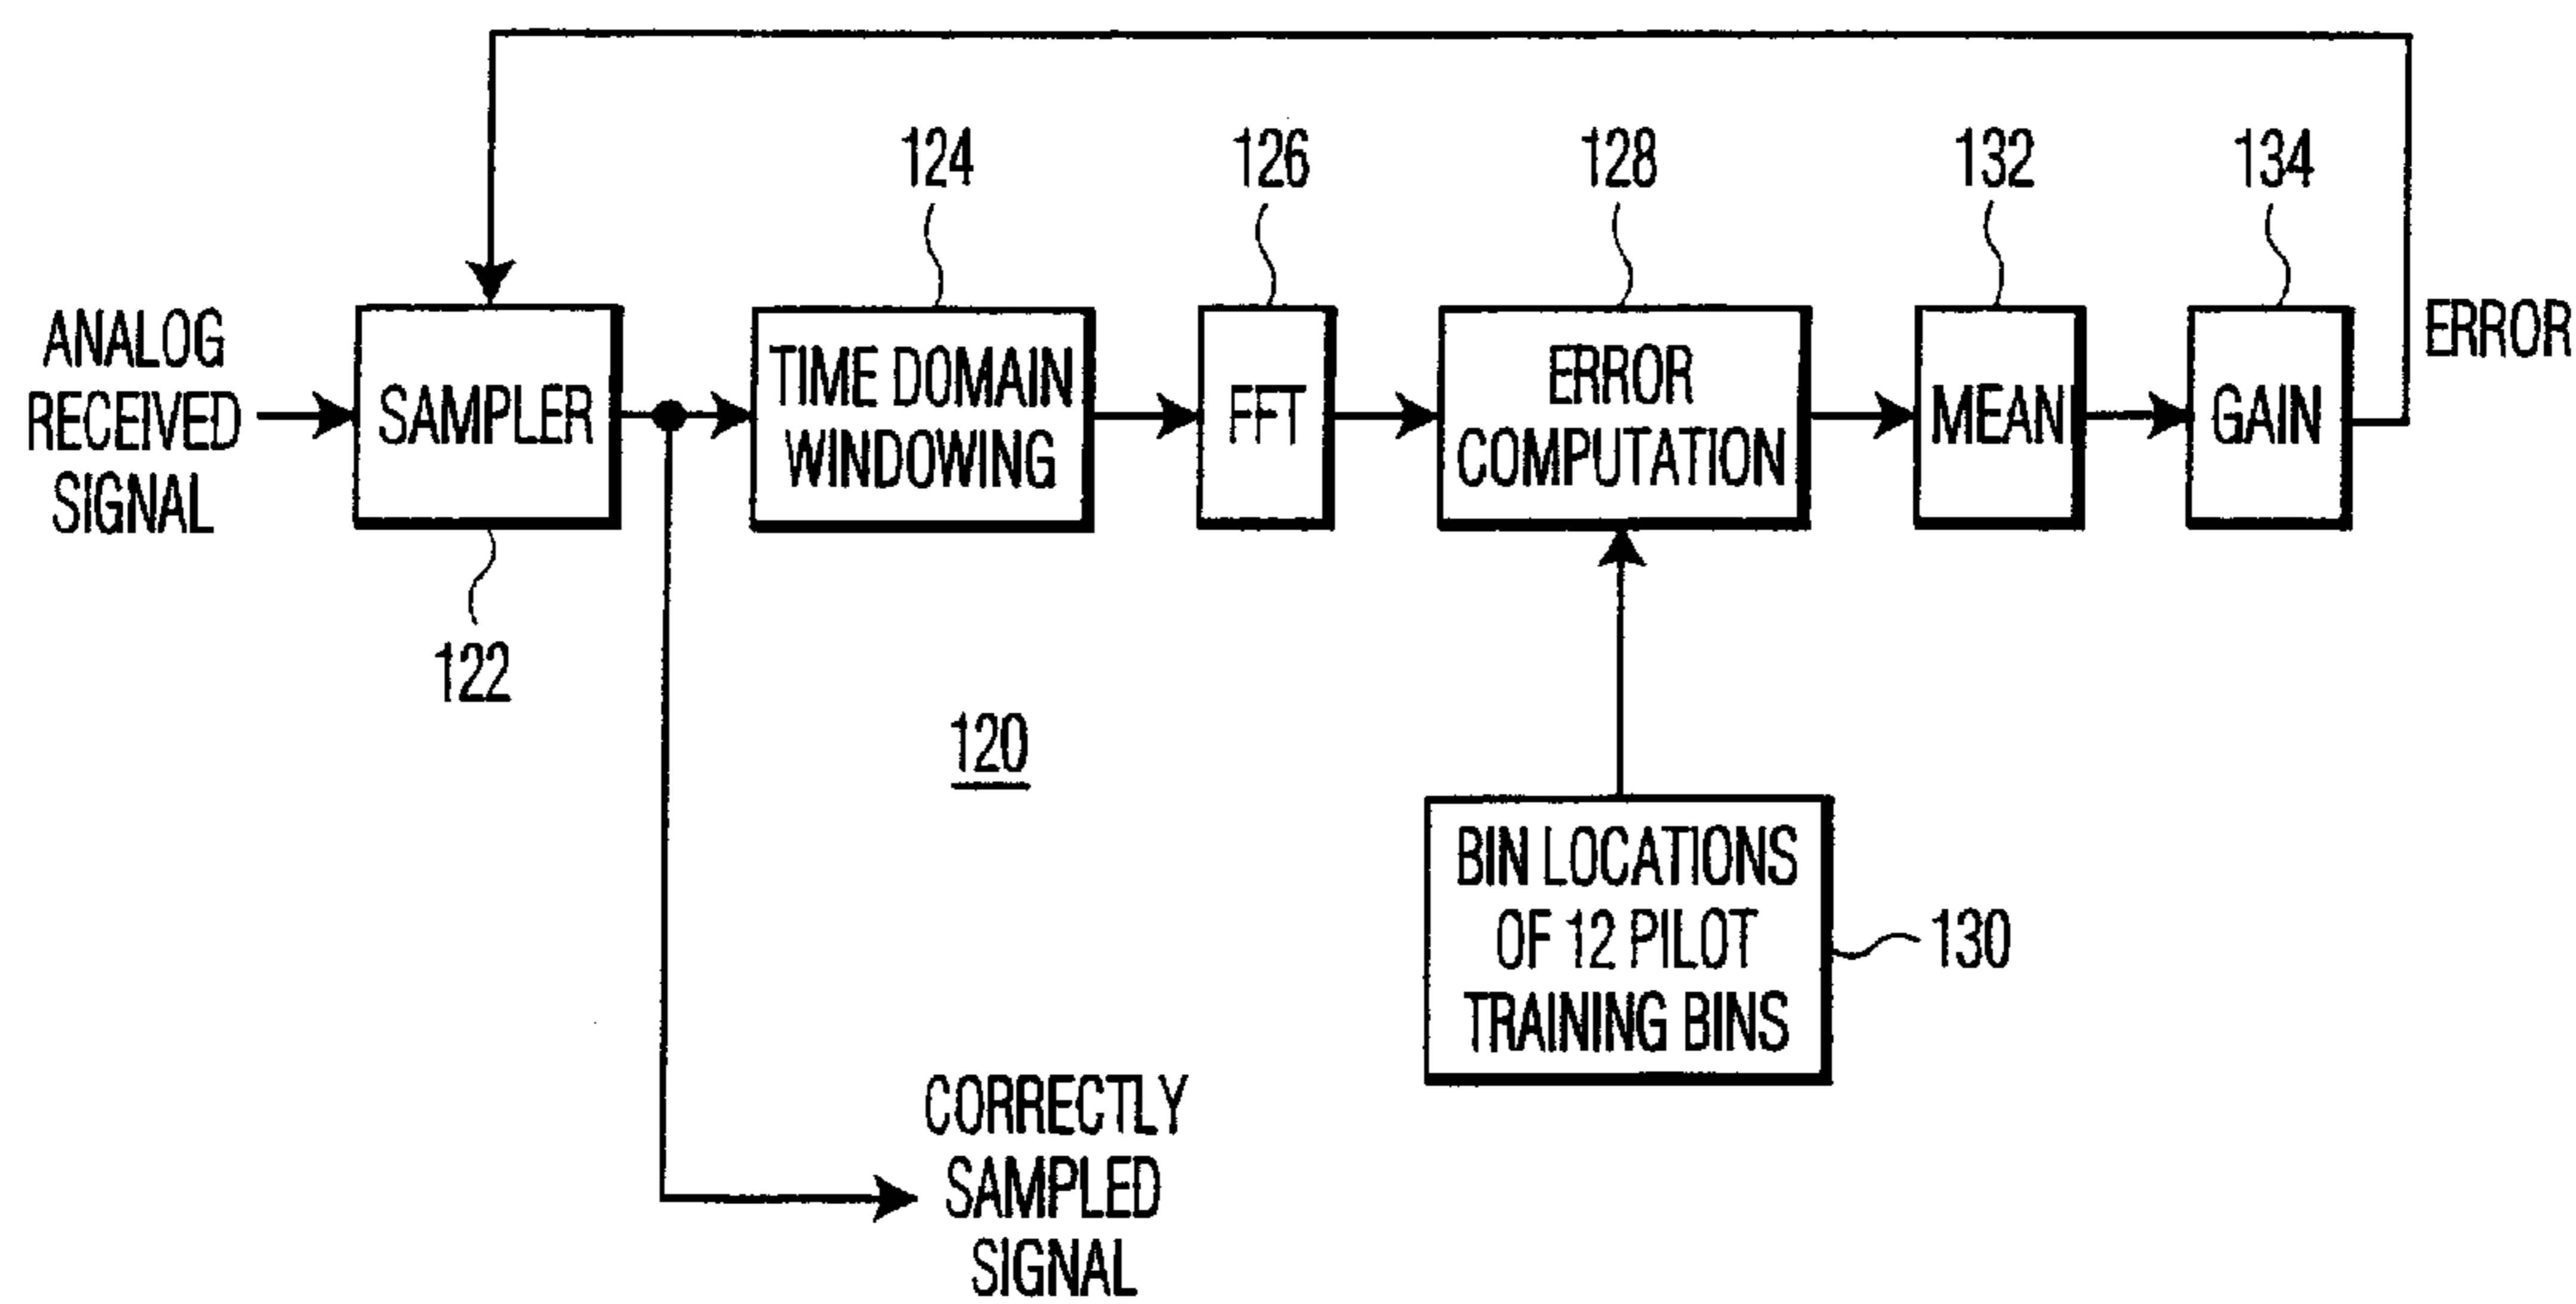 124
126
128
132
134
ANALOG
RECEIVED
SIGNAL
SAMPLER
TIME DOMAIN
WINDOWING
FFT
ERROR
COMPUTATION
MEAN
GAIN
ERROR
122
120
BIN LOCATIONS
OF 12 PILOT
TRAINING BINS
130
CORRECTLY
SAMPLED
SIGNAL